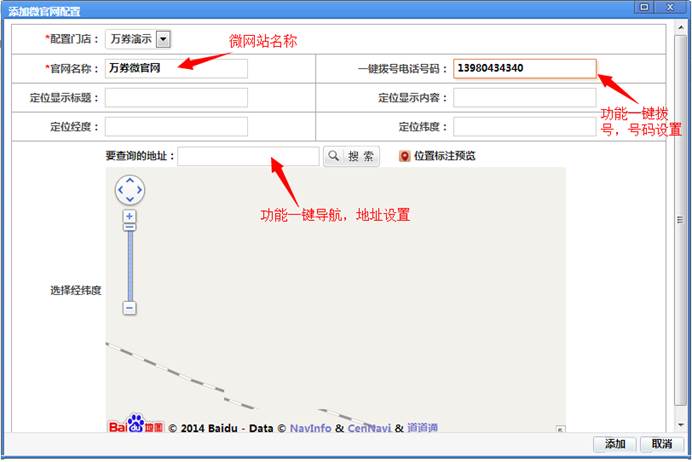 添加微官网配置
*配置门店： 万券演示
微网站名称
*官网名称： 万券微官网 一键拨号电话号码： 13980434340
定位显示标题： 定位显示内容：
功能一键拨
号，号码设置
定位经度： 定位纬度：
要查询的地址： 搜 索 位置标注预览
功能一键导航，地址设置
选择经纬度
Bai du 地图 © 2014 Baidu - Data © NavInfo & CenNavi & 道道通
添加 取消